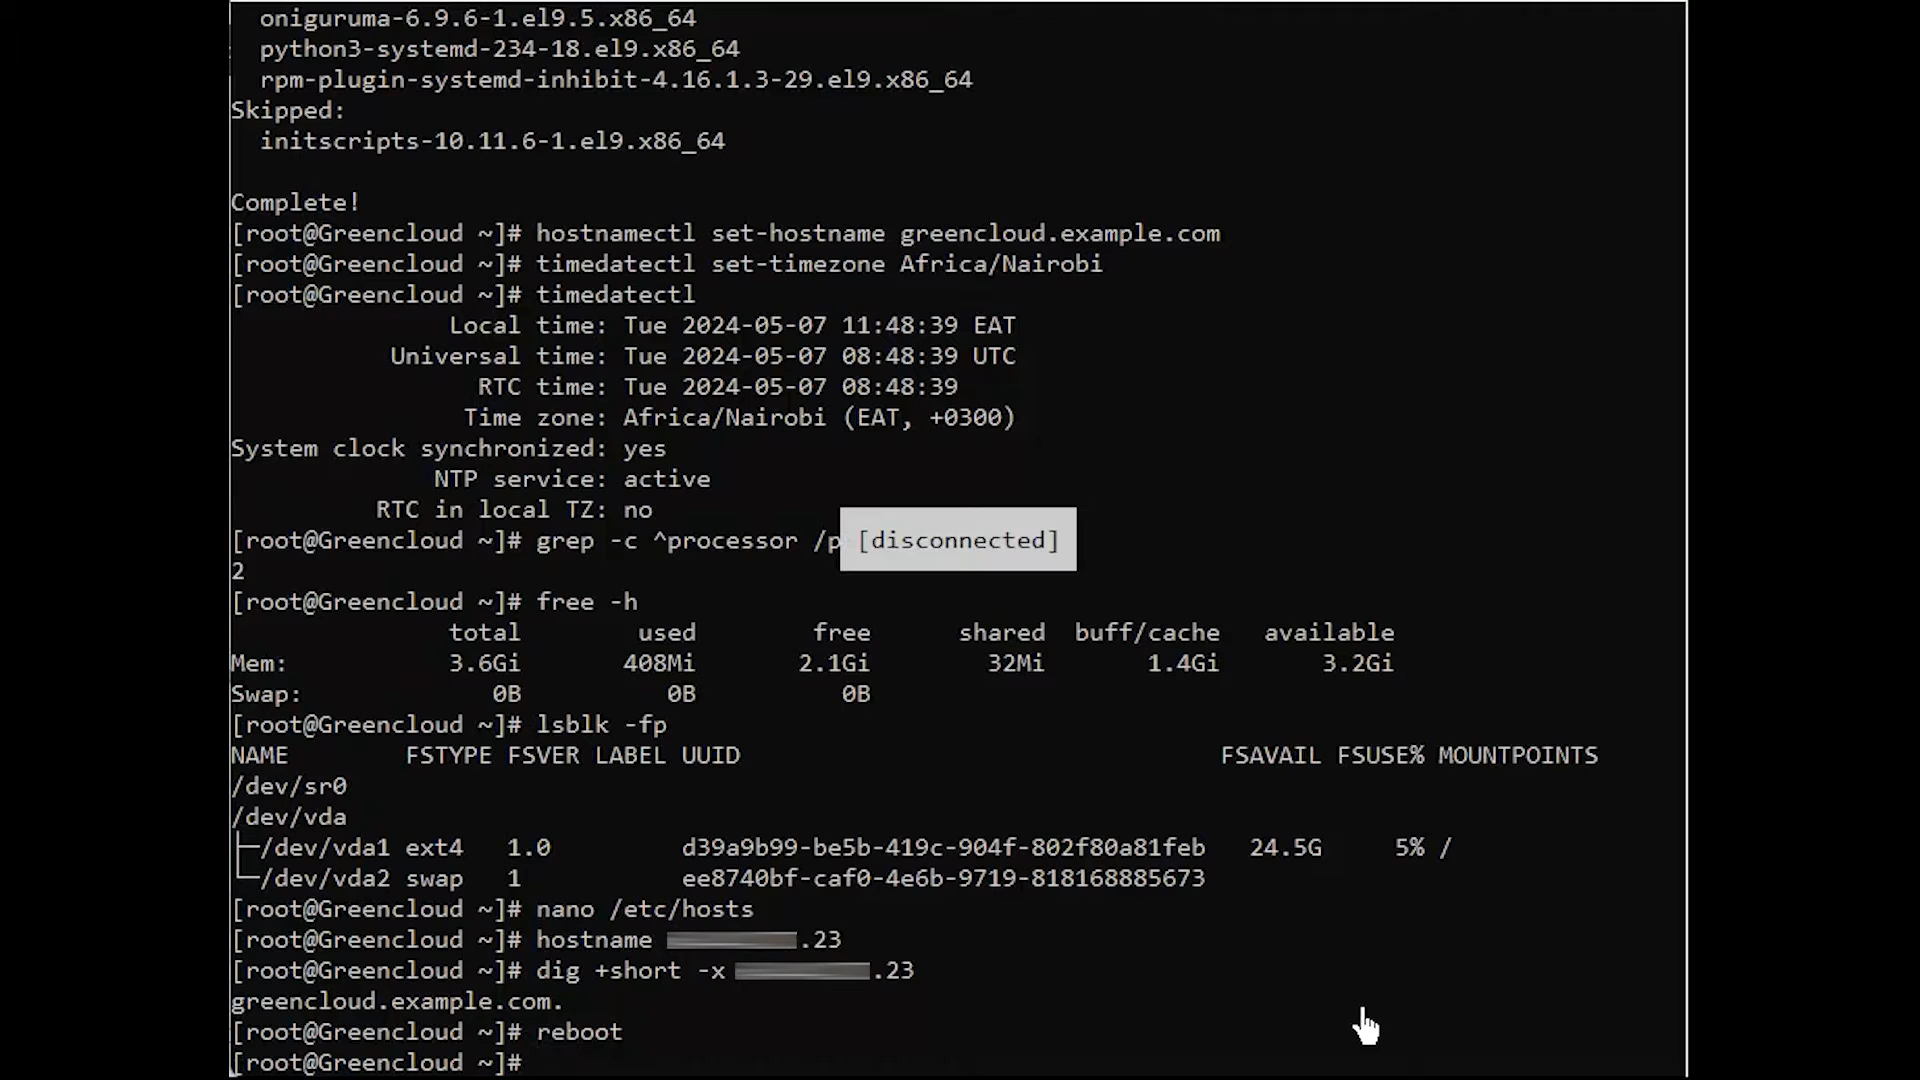 oniguruma-6.9.6-1.el9.5.x86_64
python3-systemd-234-18.el9.x86_64
rpm-plugin-systemd-inhibit-4.16.1.3-29.el9.x86_64
Skipped:
initscripts-10.11.6-1.el9.x86_64
Complete!
[root@Greencloud ~]# hostnamectl set-hostname greencloud.example.com
[root@Greencloud ~]# timedatectl set-timezone Africa/Nairobi
[root@Greencloud ~]# timedatectl
Local time: Tue 2024-05-07 11:48:39 EAT
Universal time: Tue 2024-05-07 08:48:39 UTC
RTC time: Tue 2024-05-07 08:48:39
Time zone: Africa/Nairobi (EAT, +0300)
System clock synchronized: yes
NTP service: active
RTC in local TZ: no
[root@Greencloud ~]# grep -c ^processor /p [disconnected]
2
[root@Greencloud ~]# free -h
total used free shared buff/cache available
Mem: 3.6Gi 408Mi 2.1Gi 32Mi 1.4Gi 3.2Gi
Swap: 0B 0B 0B
[root@Greencloud ~]# lsblk -fp
NAME FSTYPE FSVER LABEL UUID FSAVAIL FSUSE% MOUNTPOINTS
/dev/sr0
/dev/vda
├─/dev/vda1 ext4 1.0 d39a9b99-be5b-419c-904f-802f80a81feb 24.5G 5% /
└─/dev/vda2 swap 1 ee8740bf-caf0-4e6b-9719-818168885673
[root@Greencloud ~]# nano /etc/hosts
[root@Greencloud ~]# hostname .23
[root@Greencloud ~]# dig +short -x .23
greencloud.example.com.
[root@Greencloud ~]# reboot
[root@Greencloud ~]#